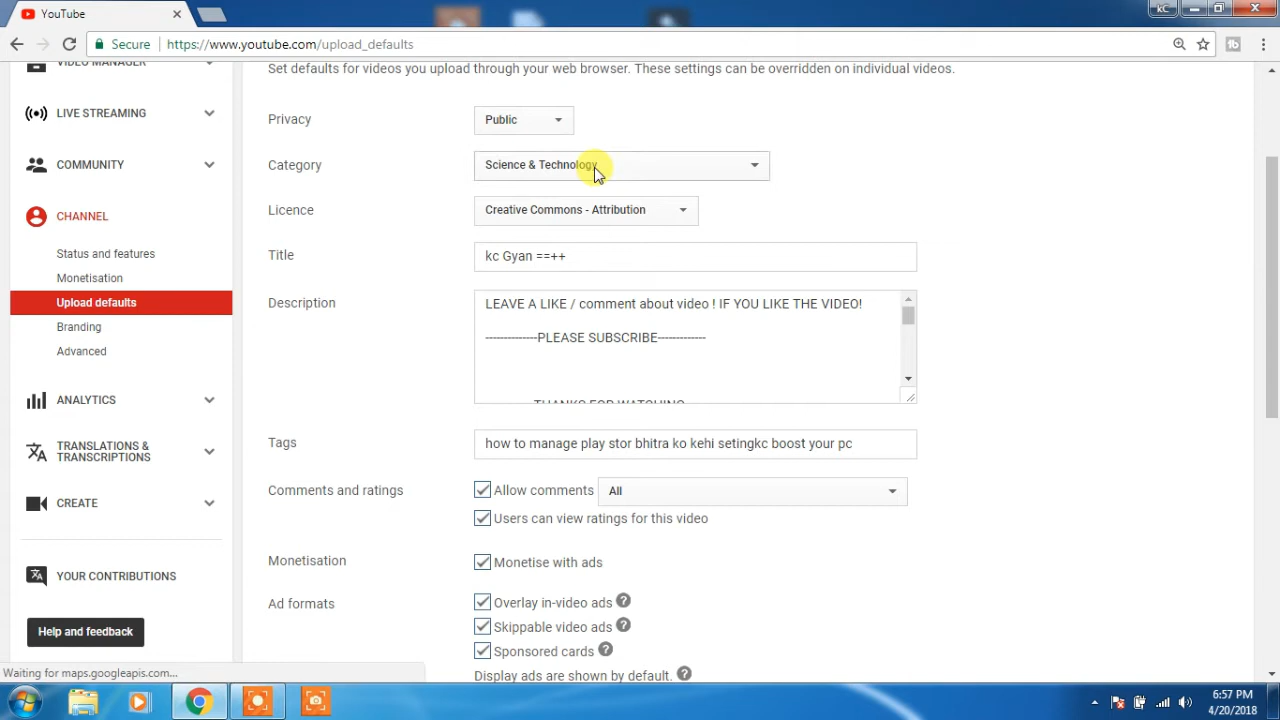 YouTube
kC
Secure
https://www.youtube.com/upload_defaults
VIDEO MANAGER
Set defaults for videos you upload through your web browser. These settings can be overridden on individual videos.
LIVE STREAMING
Privacy
Public
COMMUNITY
Category
Science & Technology
CHANNEL
Licence
Creative Commons - Attribution
Status and features
Title
kc Gyan ==++
Monetisation
Upload defaults
Description
LEAVE A LIKE / comment about video ! IF YOU LIKE THE VIDEO!
Branding
-------------PLEASE SUBSCRIBE-------------
Advanced
ANALYTICS
THANKS FOR WATCHING
TRANSLATIONS &
TRANSCRIPTIONS
Tags
how to manage play stor bhitra ko kehi setingkc boost your pc
CREATE
Comments and ratings
Allow comments
All
Users can view ratings for this video
Monetisation
Monetise with ads
YOUR CONTRIBUTIONS
Ad formats
Overlay in-video ads
Help and feedback
Skippable video ads
Sponsored cards
Waiting for maps.googleapis.com...
Display ads are shown by default.
6:57 PM
4/20/2018